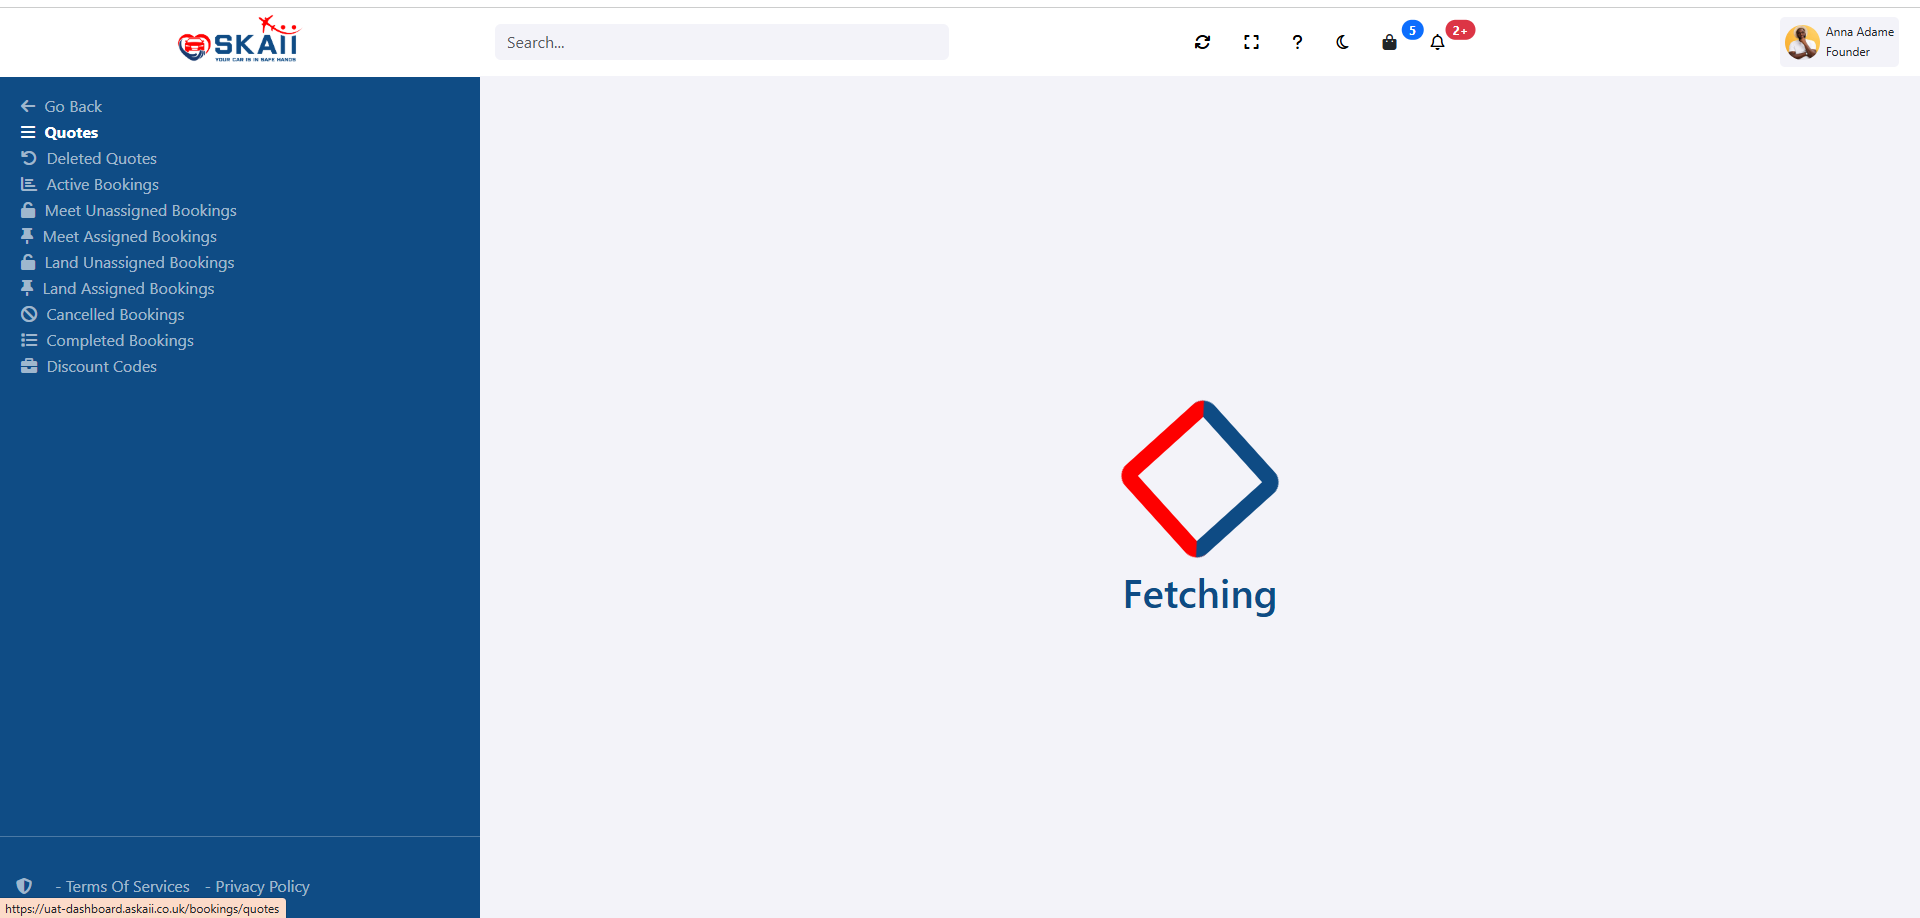 SKAII
YOUR CAR IS IN SAFE HANDS
Search...
5
2+
Anna Adame
Founder
Go Back
Quotes
Deleted Quotes
Active Bookings
Meet Unassigned Bookings
Meet Assigned Bookings
Land Unassigned Bookings
Land Assigned Bookings
Cancelled Bookings
Completed Bookings
Discount Codes
Fetching
- Terms Of Services - Privacy Policy
https://uat-dashboard.askaii.co.uk/bookings/quotes